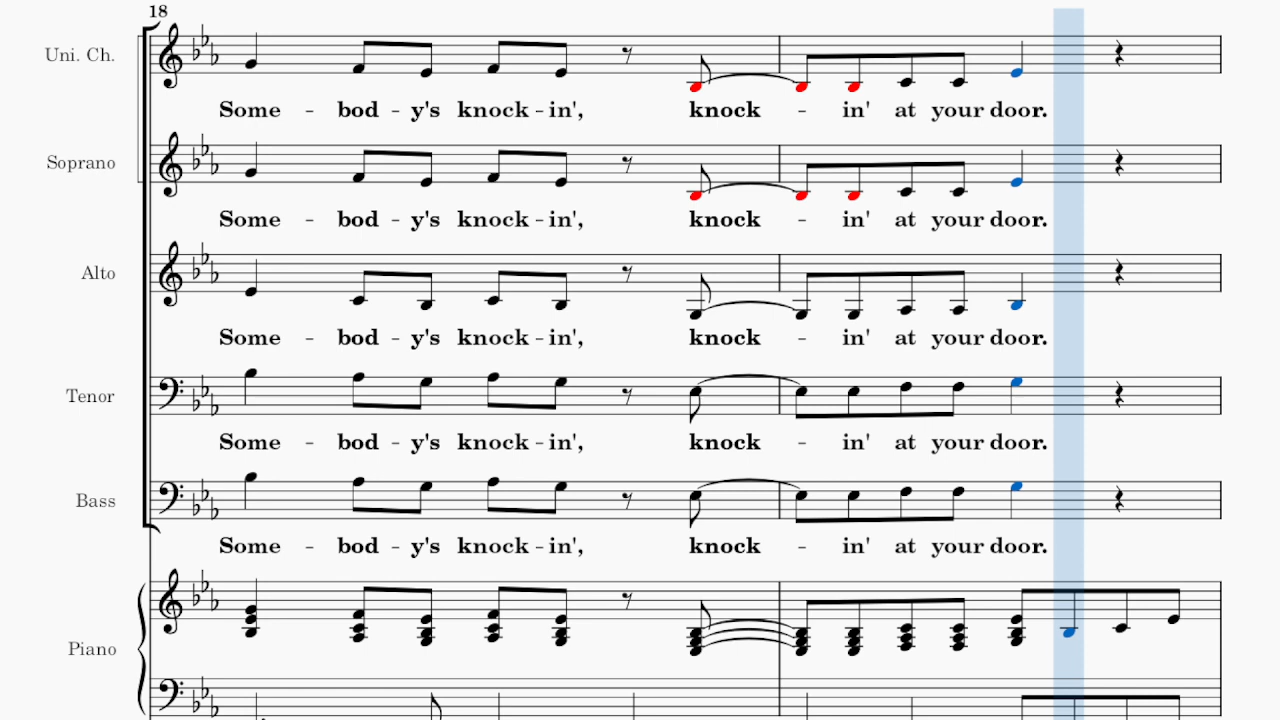 18
Uni. Ch.
Some - bod - y's knock - in', knock - in' at your door.
Soprano
Some - bod - y's knock - in', knock - in' at your door.
Alto
Some - bod - y's knock - in', knock - in' at your door.
Tenor
Some - bod - y's knock - in', knock - in' at your door.
Bass
Some - bod - y's knock - in', knock - in' at your door.
Piano